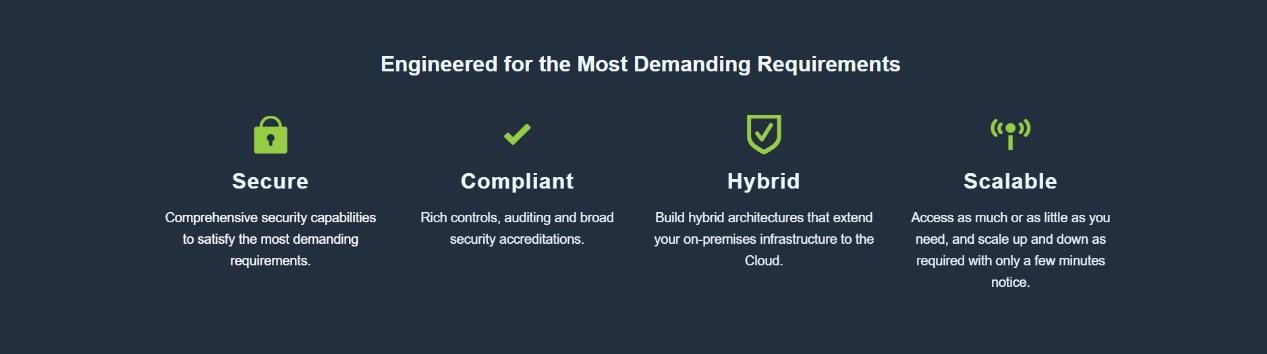 Engineered for the Most Demanding Requirements
Secure
Comprehensive security capabilities
to satisfy the most demanding
requirements.
Compliant
Rich controls, auditing and broad
security accreditations.
Hybrid
Build hybrid architectures that extend
your on-premises infrastructure to the
Cloud.
Scalable
Access as much or as little as you
need, and scale up and down as
required with only a few minutes
notice.